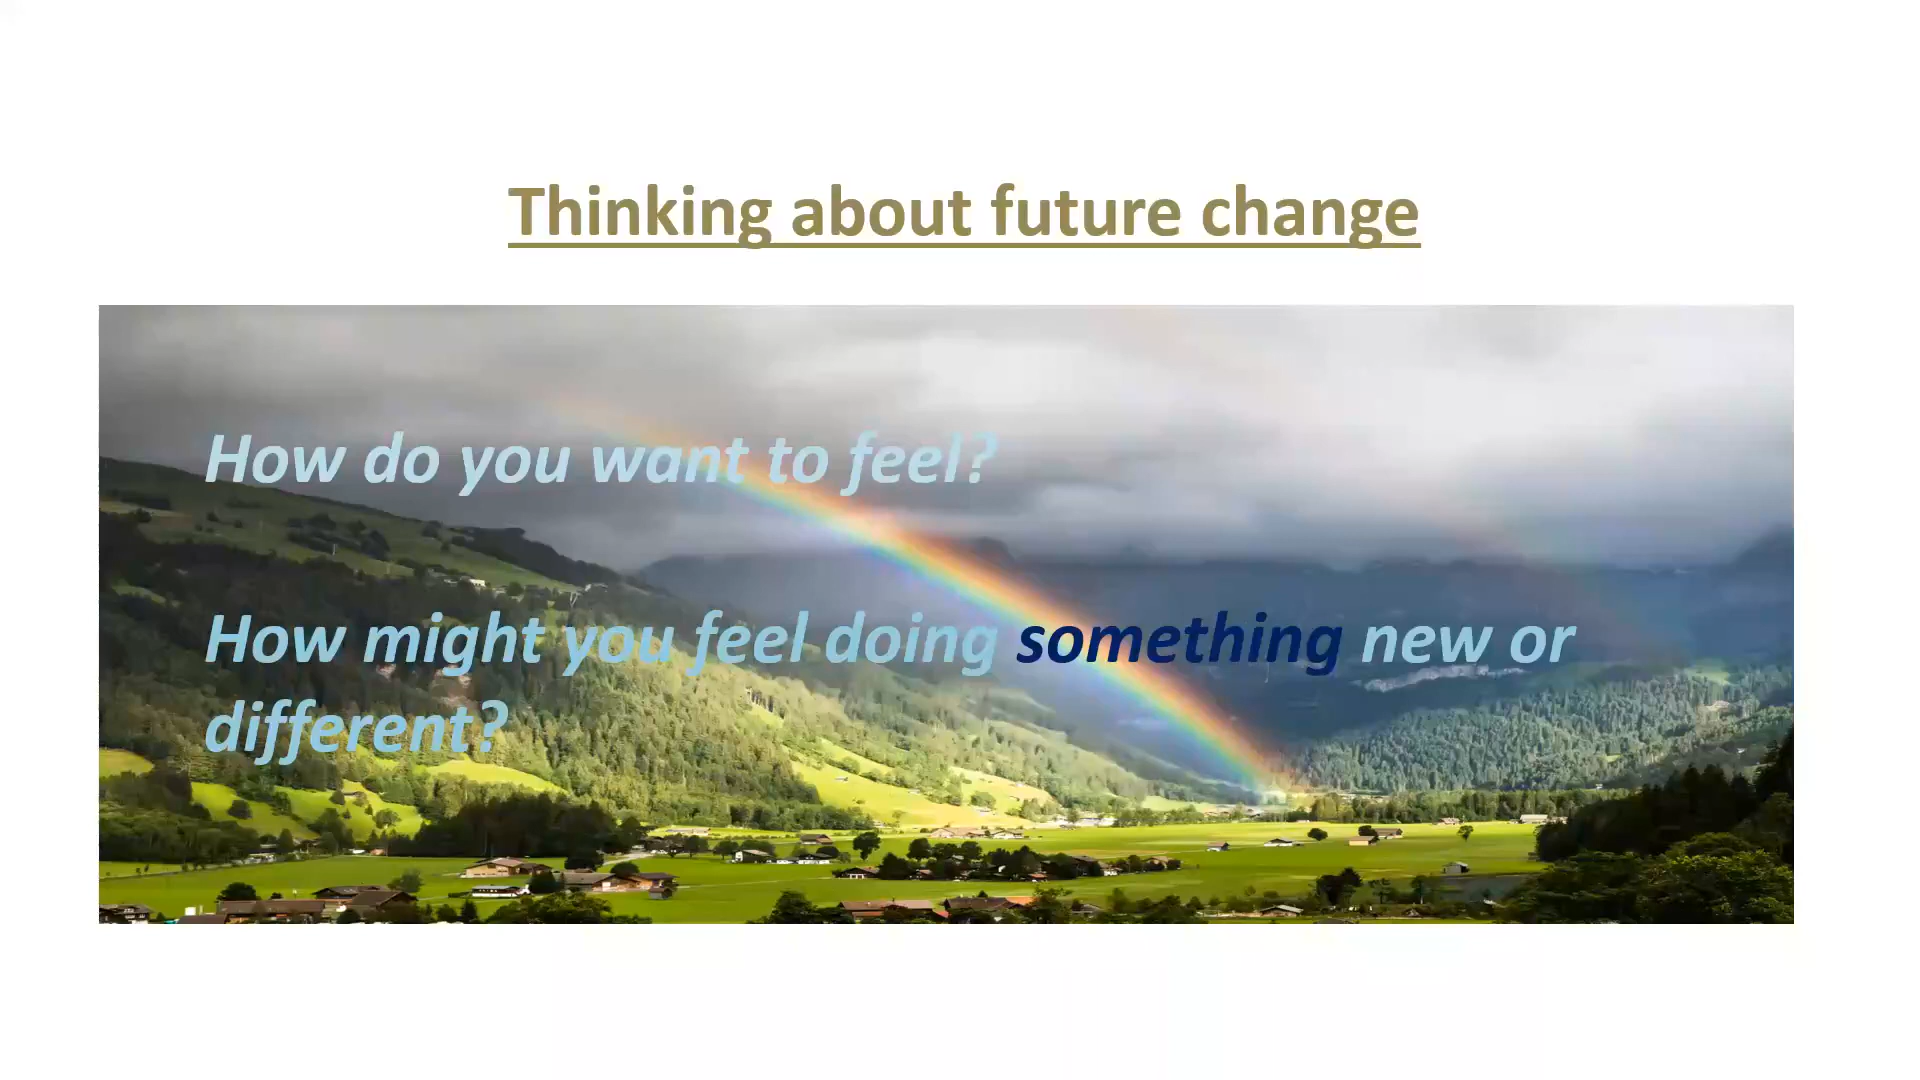 Thinking about future change
How do you want to feel?
How might you feel doing something new or
different?